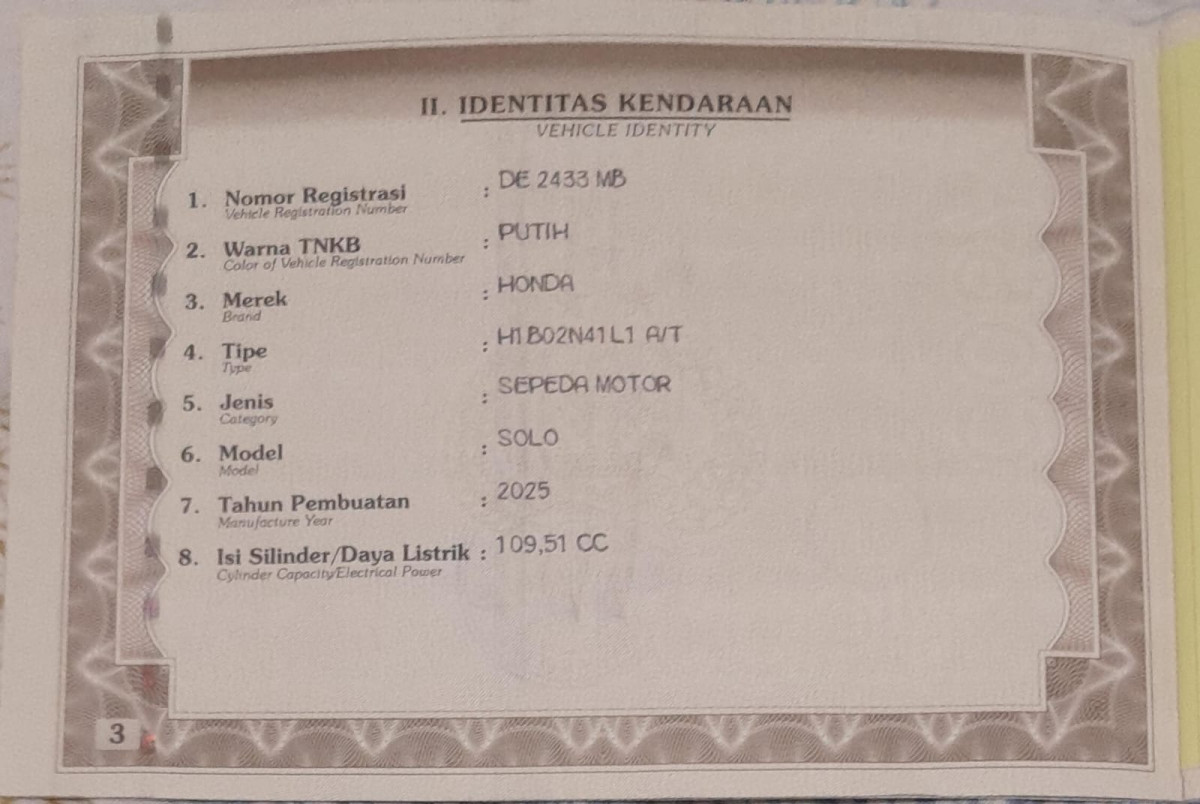 II. IDENTITAS KENDARAAN
VEHICLE IDENTITY
1. Nomor Registrasi : DE 2433 MB
Vehicle Registration Number
2. Warna TNKB : PUTIH
Color of Vehicle Registration Number
3. Merek : HONDA
Brand
4. Tipe : H1B02N41L1 A/T
Type
5. Jenis : SEPEDA MOTOR
Category
6. Model : SOLO
Model
7. Tahun Pembuatan : 2025
Manufacture Year
8. Isi Silinder/Daya Listrik : 109,51 CC
Cylinder Capacity/Electrical Power
3